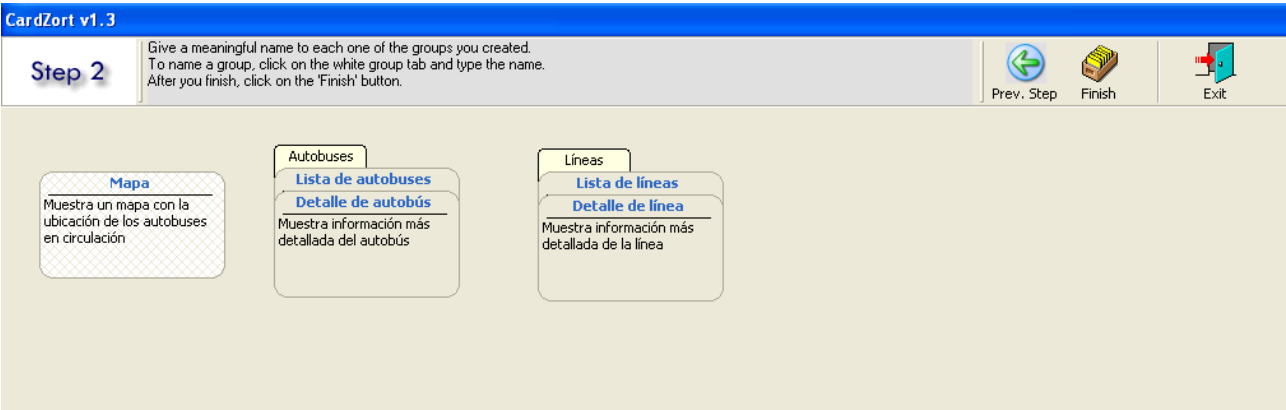 CardZort v1.3
Step 2
Give a meaningful name to each one of the groups you created.
To name a group, click on the white group tab and type the name.
After you finish, click on the 'Finish' button.
Prev. Step
Finish
Exit
Mapa
Muestra un mapa con la
ubicación de los autobuses
en circulación
Autobuses
Lista de autobuses
Detalle de autobús
Muestra información más
detallada del autobús
Líneas
Lista de líneas
Detalle de línea
Muestra información más
detallada de la línea